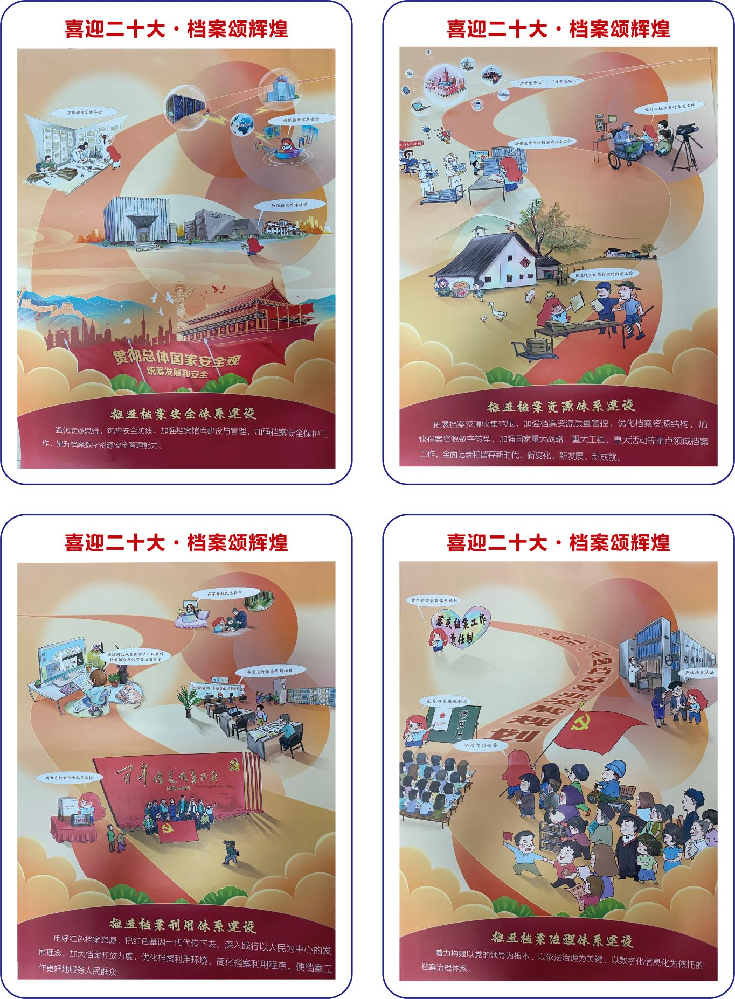 喜迎二十大·档案颂辉煌
确保档案实体安全
确保档案信息安全
加强档案馆库建设
贯彻总体国家安全观
统筹发展和安全
推进档案安全体系建设
强化底线思维，筑牢安全防线，加强档案馆库建设与管理，加强档案安全保护工
作，提升档案数字资源安全管理能力。
喜迎二十大·档案颂辉煌
5G
“增量电子化”、“存量数字化”
做好口述档案的采集工作
加强疫情防控档案的归集工作
福
推进脱贫攻坚档案的归集工作
推进档案资源体系建设
拓展档案资源收集范围，加强档案资源质量管控，优化档案资源结构，加
快档案资源数字转型，加强国家重大战略、重大工程、重大活动等重点领域档案
工作，全面记录和留存新时代、新变化、新发展、新成就。
喜迎二十大·档案颂辉煌
在家查找民生档案
通过网站或其他方法可以查到
档案馆公布的有关档案目录
查阅大厅服务周到细致
查阅大厅
用红色档案传承红色基因
红色档案
推进档案利用体系建设
用好红色档案资源，把红色基因一代代传下去。深入践行以人民为中心的发
展理念，加大档案开放力度，优化档案利用环境，简化档案利用程序，使档案工
作更好地服务人民群众。
喜迎二十大·档案颂辉煌
健全档案管理体制机制
落实档案工作
责任制
“十四五”全国档案事业发展规划
严格档案执法
完善档案法规制度
档案法
坚持党的领导
推进档案治理体系建设
着力构建以党的领导为根本、以依法治理为关键、以数字化信息化为依托的
档案治理体系。